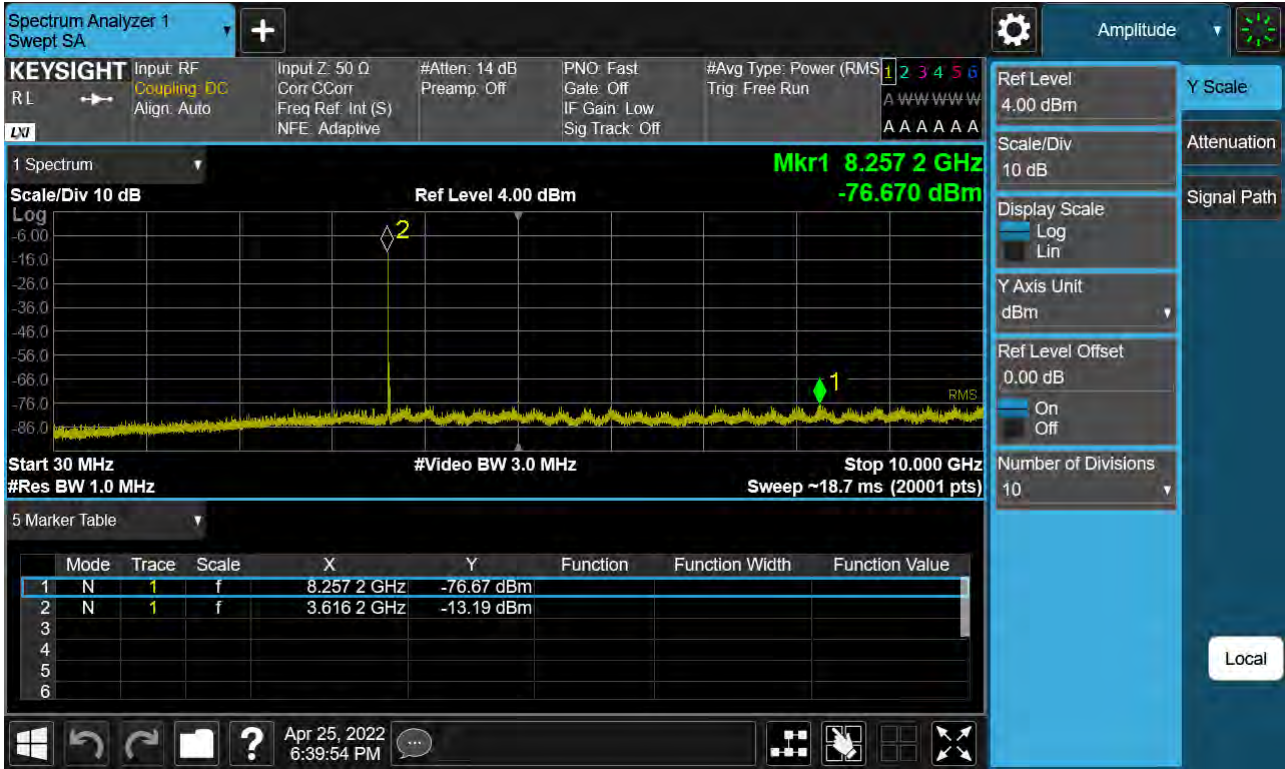 Spectrum Analyzer 1
Swept SA
Amplitude
KEYSIGHT
RL
LXI
Input: RF
Coupling: DC
Align: Auto
Input Z: 50 Ω
Corr CCorr
Freq Ref: Int (S)
NFE: Adaptive
#Atten: 14 dB
Preamp: Off
PNO: Fast
Gate: Off
IF Gain: Low
Sig Track: Off
#Avg Type: Power (RMS
Trig: Free Run
1 2 3 4 5 6
A W W W W W
A A A A A A
1 Spectrum
Mkr1 8.257 2 GHz
-76.670 dBm
Scale/Div 10 dB
Ref Level 4.00 dBm
Log
-6.00
-16.0
-26.0
-36.0
-46.0
-56.0
-66.0
-76.0
-86.0
2
1
RMS
Start 30 MHz
#Video BW 3.0 MHz
Stop 10.000 GHz
#Res BW 1.0 MHz
Sweep ~18.7 ms (20001 pts)
5 Marker Table
Mode Trace Scale X Y Function Function Width Function Value
1 N 1 f 8.257 2 GHz -76.67 dBm
2 N 1 f 3.616 2 GHz -13.19 dBm
3
4
5
6
Ref Level
4.00 dBm
Scale/Div
10 dB
Display Scale
Log
Lin
Y Axis Unit
dBm
Ref Level Offset
0.00 dB
On
Off
Number of Divisions
10
Y Scale
Attenuation
Signal Path
Local
?
Apr 25, 2022
6:39:54 PM